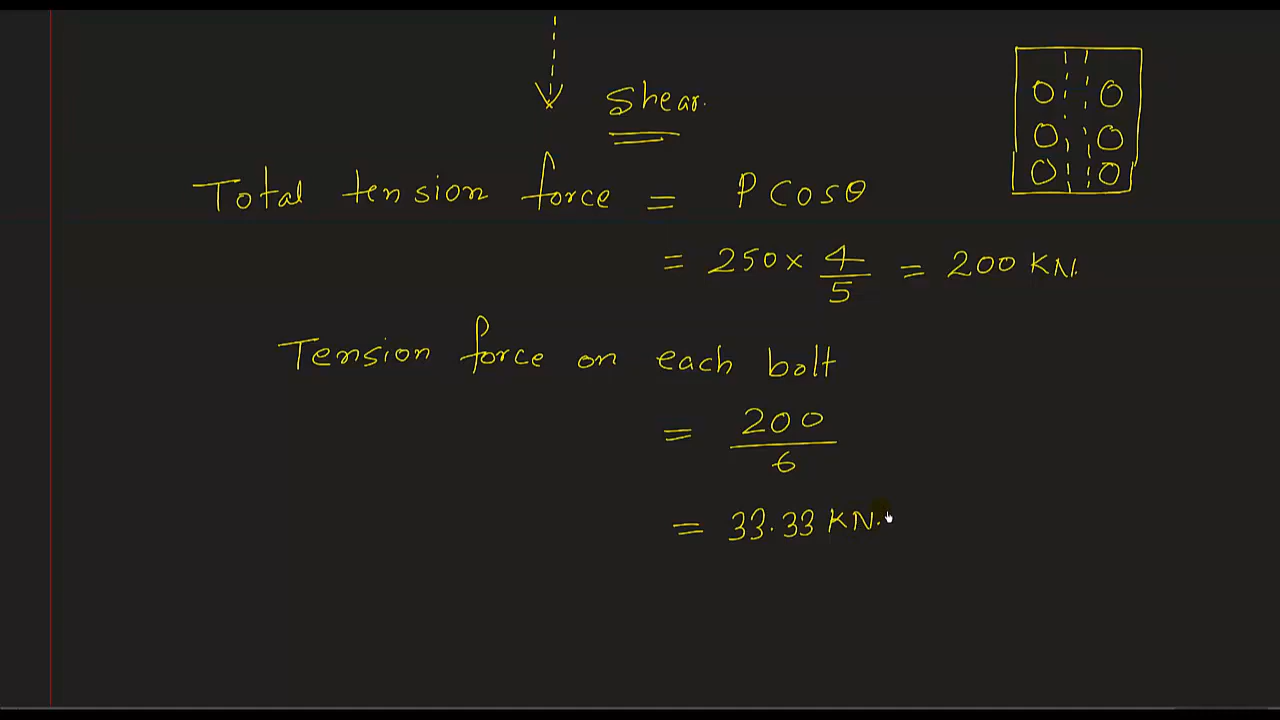 Shear.
Total tension force = P Cosθ
= 250 × 4/5 = 200 KN.
Tension force on each bolt
= 200/6
= 33.33 KN.